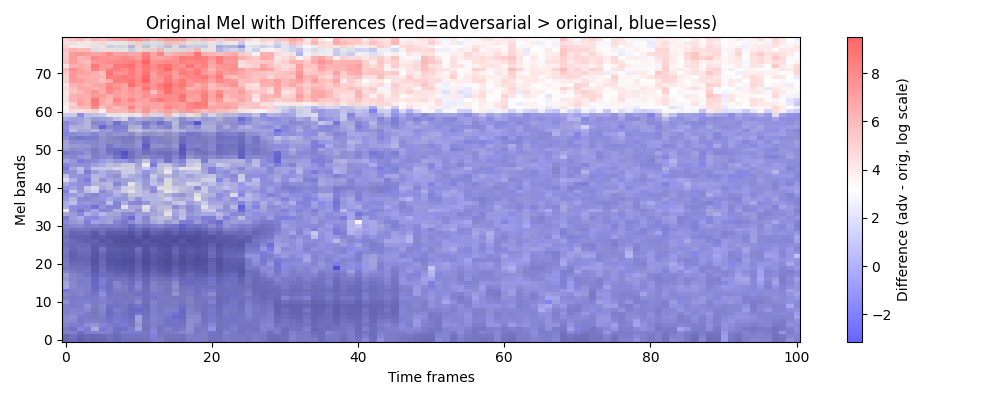 Original Mel with Differences (red=adversarial > original, blue=less)
Mel bands
70
60
50
40
30
20
10
0
0 20 40 60 80 100
Time frames
8
6
4
2
0
−2
Difference (adv - orig, log scale)